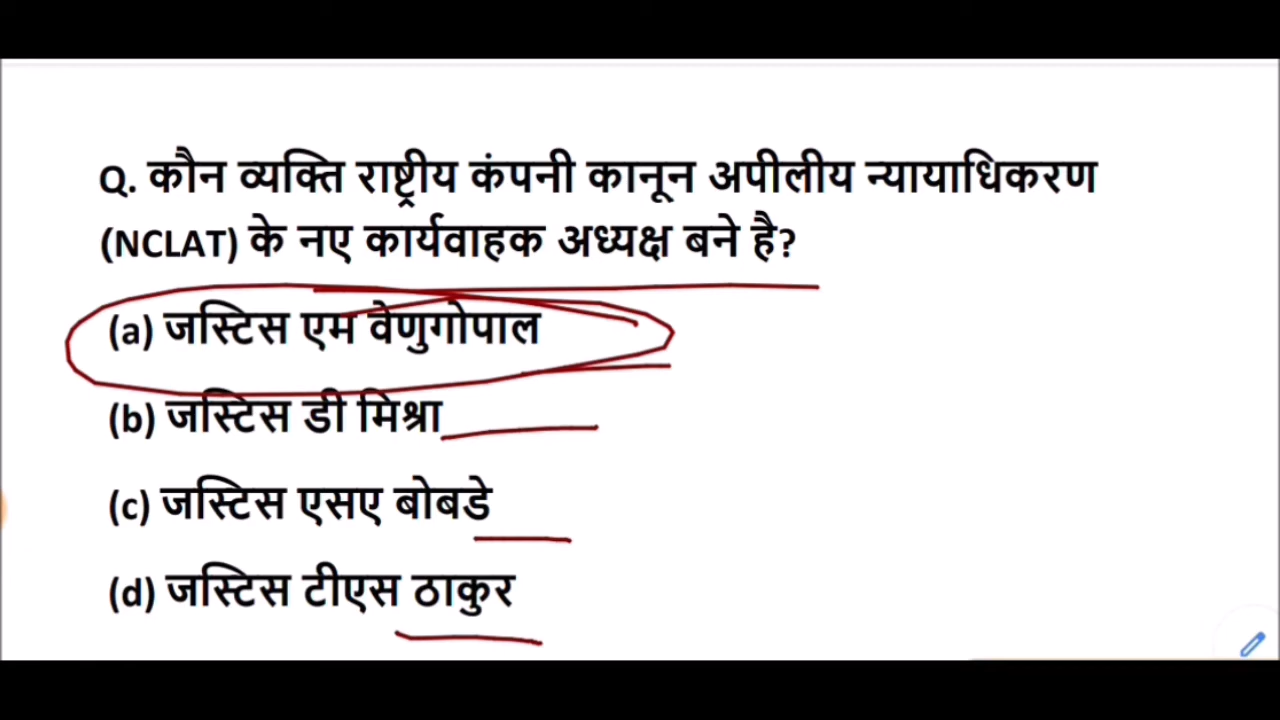 Q. कौन व्यक्ति राष्ट्रीय कंपनी कानून अपीलीय न्यायाधिकरण
(NCLAT) के नए कार्यवाहक अध्यक्ष बने है?
(a) जस्टिस एम वेणुगोपाल
(b) जस्टिस डी मिश्रा
(c) जस्टिस एसए बोबडे
(d) जस्टिस टीएस ठाकुर